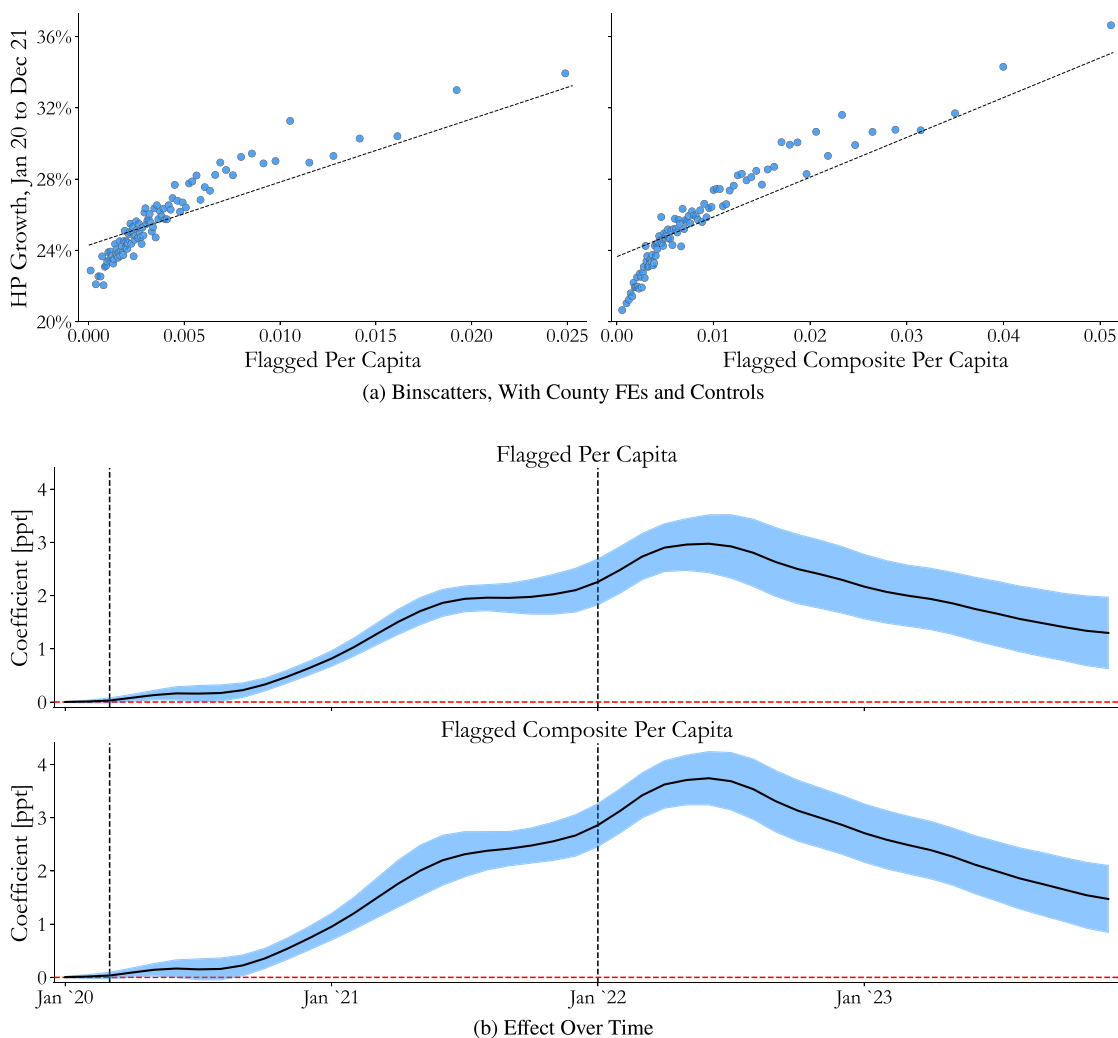 HP Growth, Jan 20 to Dec 21
36%
32%
28%
24%
20%
0.000 0.005 0.010 0.015 0.020 0.025
Flagged Per Capita
0.00 0.01 0.02 0.03 0.04 0.05
Flagged Composite Per Capita
(a) Binscatters, With County FEs and Controls
Flagged Per Capita
Coefficient [ppt]
4
3
2
1
0
Flagged Composite Per Capita
Coefficient [ppt]
4
3
2
1
0
Jan `20 Jan `21 Jan `22 Jan `23
(b) Effect Over Time